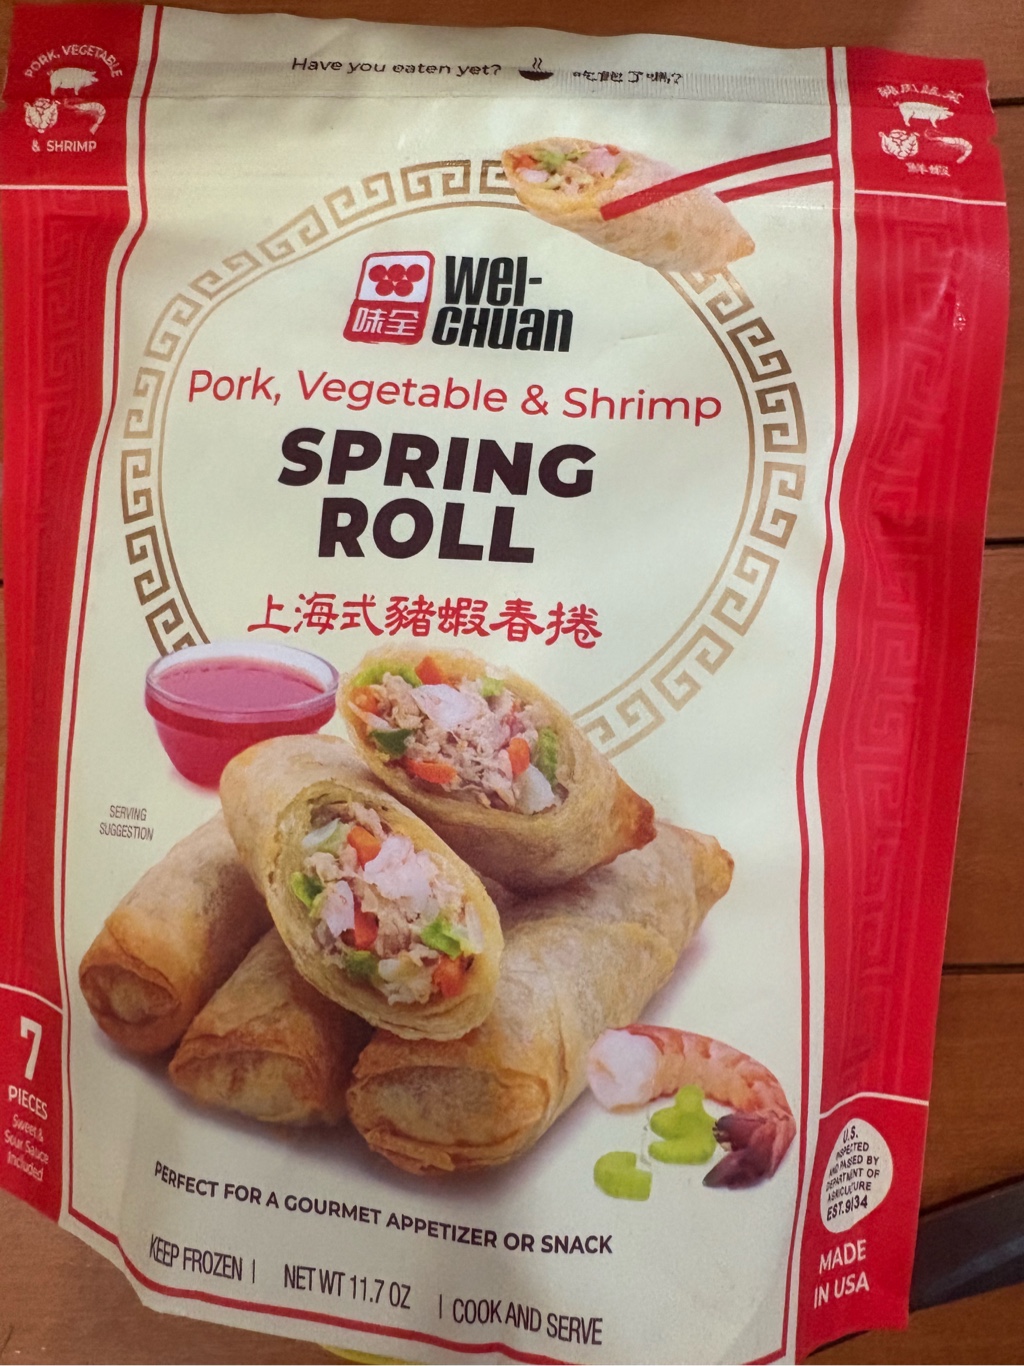 Have you eaten yet? 吃飽了嗎?
PORK, VEGETABLE
& SHRIMP
鮮蝦
味全
Wei-
CHUan
Pork, Vegetable & Shrimp
SPRING
ROLL
上海式豬蝦春捲
SERVING
SUGGESTION
7
PIECES
Sweet &
Sour Sauce
Included
U.S.
INSPECTED
AND PASSED BY
DEPARTMENT OF
AGRICULTURE
EST.9134
MADE
IN USA
PERFECT FOR A GOURMET APPETIZER OR SNACK
KEEP FROZEN | NET WT 11.7 OZ | COOK AND SERVE